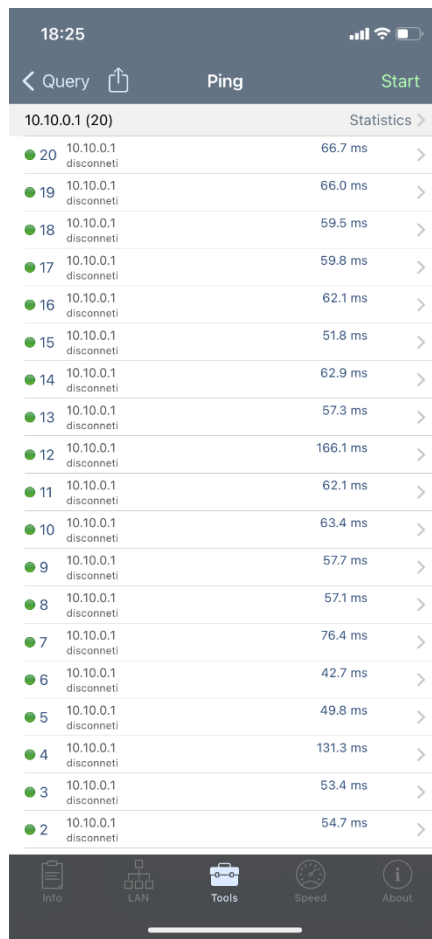 18:25
Query
Ping
Start
10.10.0.1 (20)
Statistics
20 10.10.0.1 66.7 ms
disconneti
19 10.10.0.1 66.0 ms
disconneti
18 10.10.0.1 59.5 ms
disconneti
17 10.10.0.1 59.8 ms
disconneti
16 10.10.0.1 62.1 ms
disconneti
15 10.10.0.1 51.8 ms
disconneti
14 10.10.0.1 62.9 ms
disconneti
13 10.10.0.1 57.3 ms
disconneti
12 10.10.0.1 166.1 ms
disconneti
11 10.10.0.1 62.1 ms
disconneti
10 10.10.0.1 63.4 ms
disconneti
9 10.10.0.1 57.7 ms
disconneti
8 10.10.0.1 57.1 ms
disconneti
7 10.10.0.1 76.4 ms
disconneti
6 10.10.0.1 42.7 ms
disconneti
5 10.10.0.1 49.8 ms
disconneti
4 10.10.0.1 131.3 ms
disconneti
3 10.10.0.1 53.4 ms
disconneti
2 10.10.0.1 54.7 ms
disconneti
Info
LAN
Tools
Speed
About